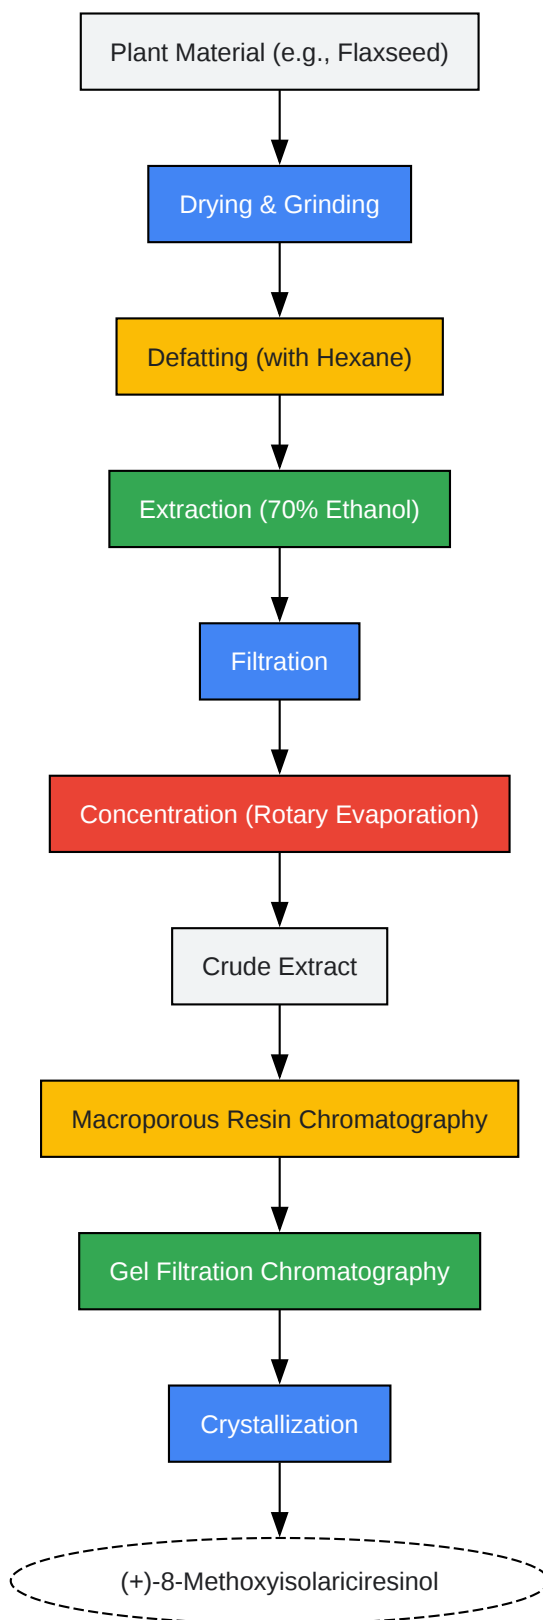 Plant Material (e.g., Flaxseed)
Drying & Grinding
Defatting (with Hexane)
Extraction (70% Ethanol)
Filtration
Concentration (Rotary Evaporation)
Crude Extract
Macroporous Resin Chromatography
Gel Filtration Chromatography
Crystallization
(+)-8-Methoxyisolariciresinol